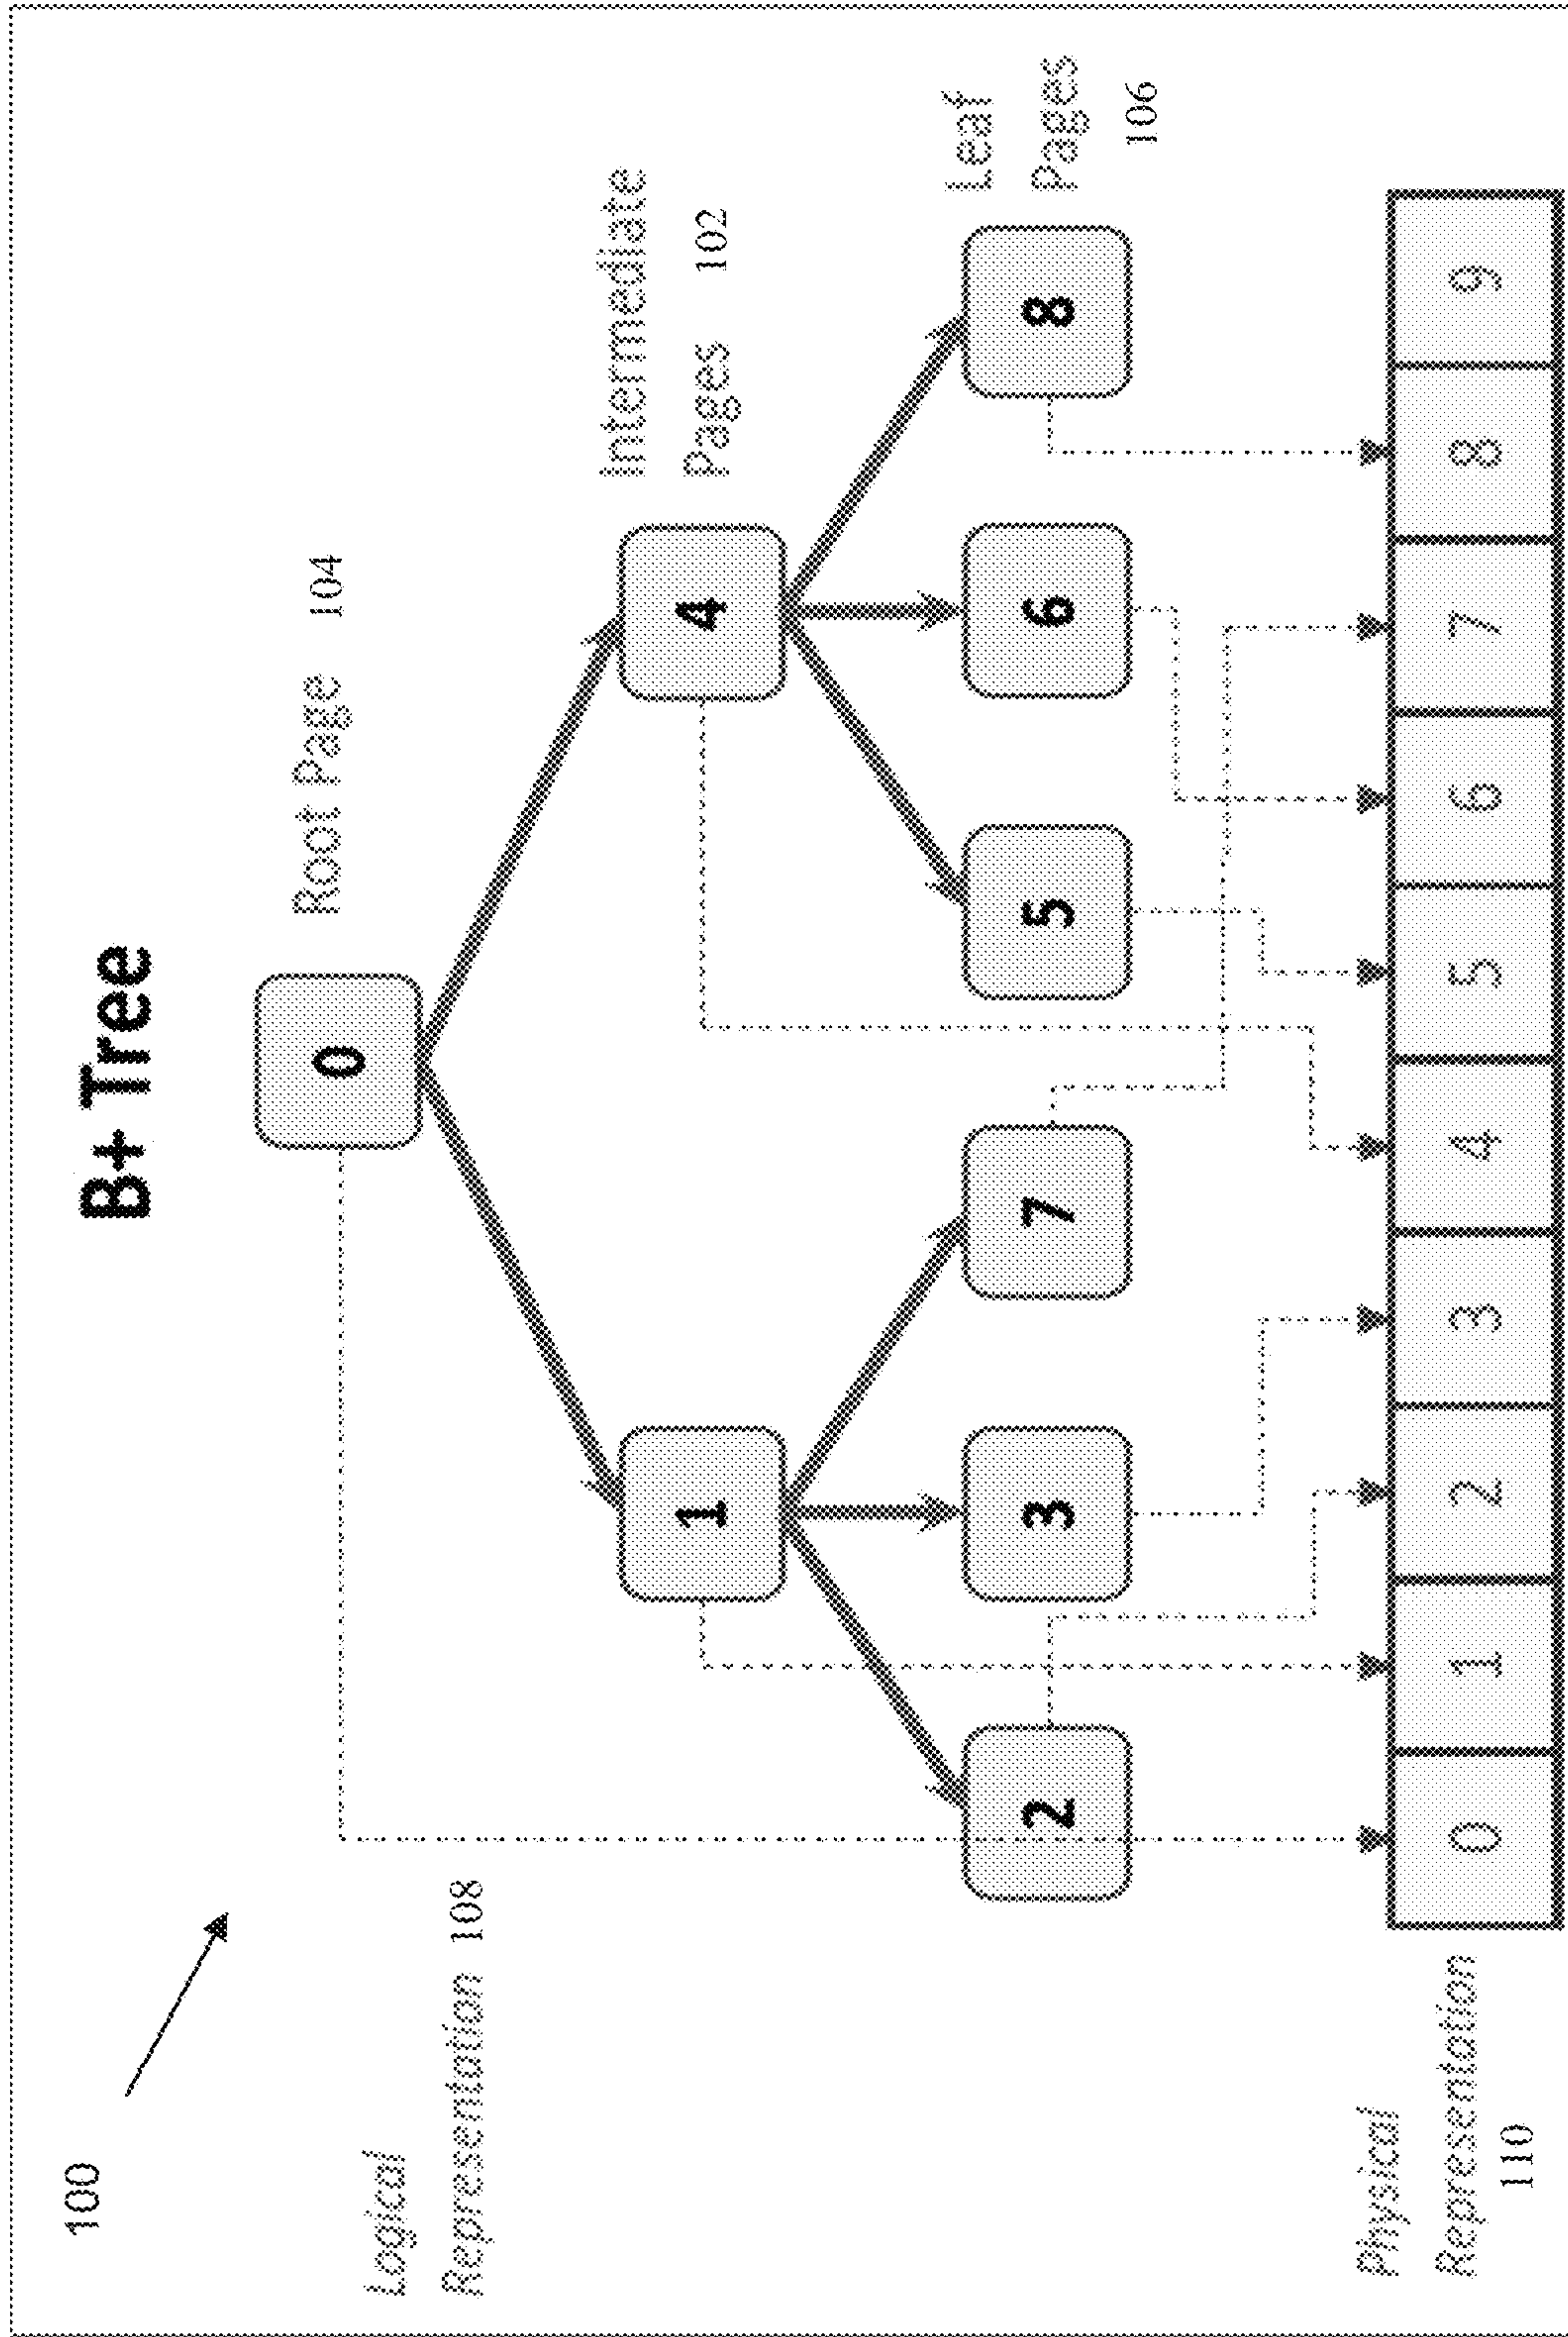 100
B+ Tree
Root Page 104
0
Logical
Representation 108
Intermediate
Pages 102
1
4
Leaf
Pages
106
2
3
7
5
6
8
Physical
Representation
110
0 1 2 3 4 5 6 7 8 9